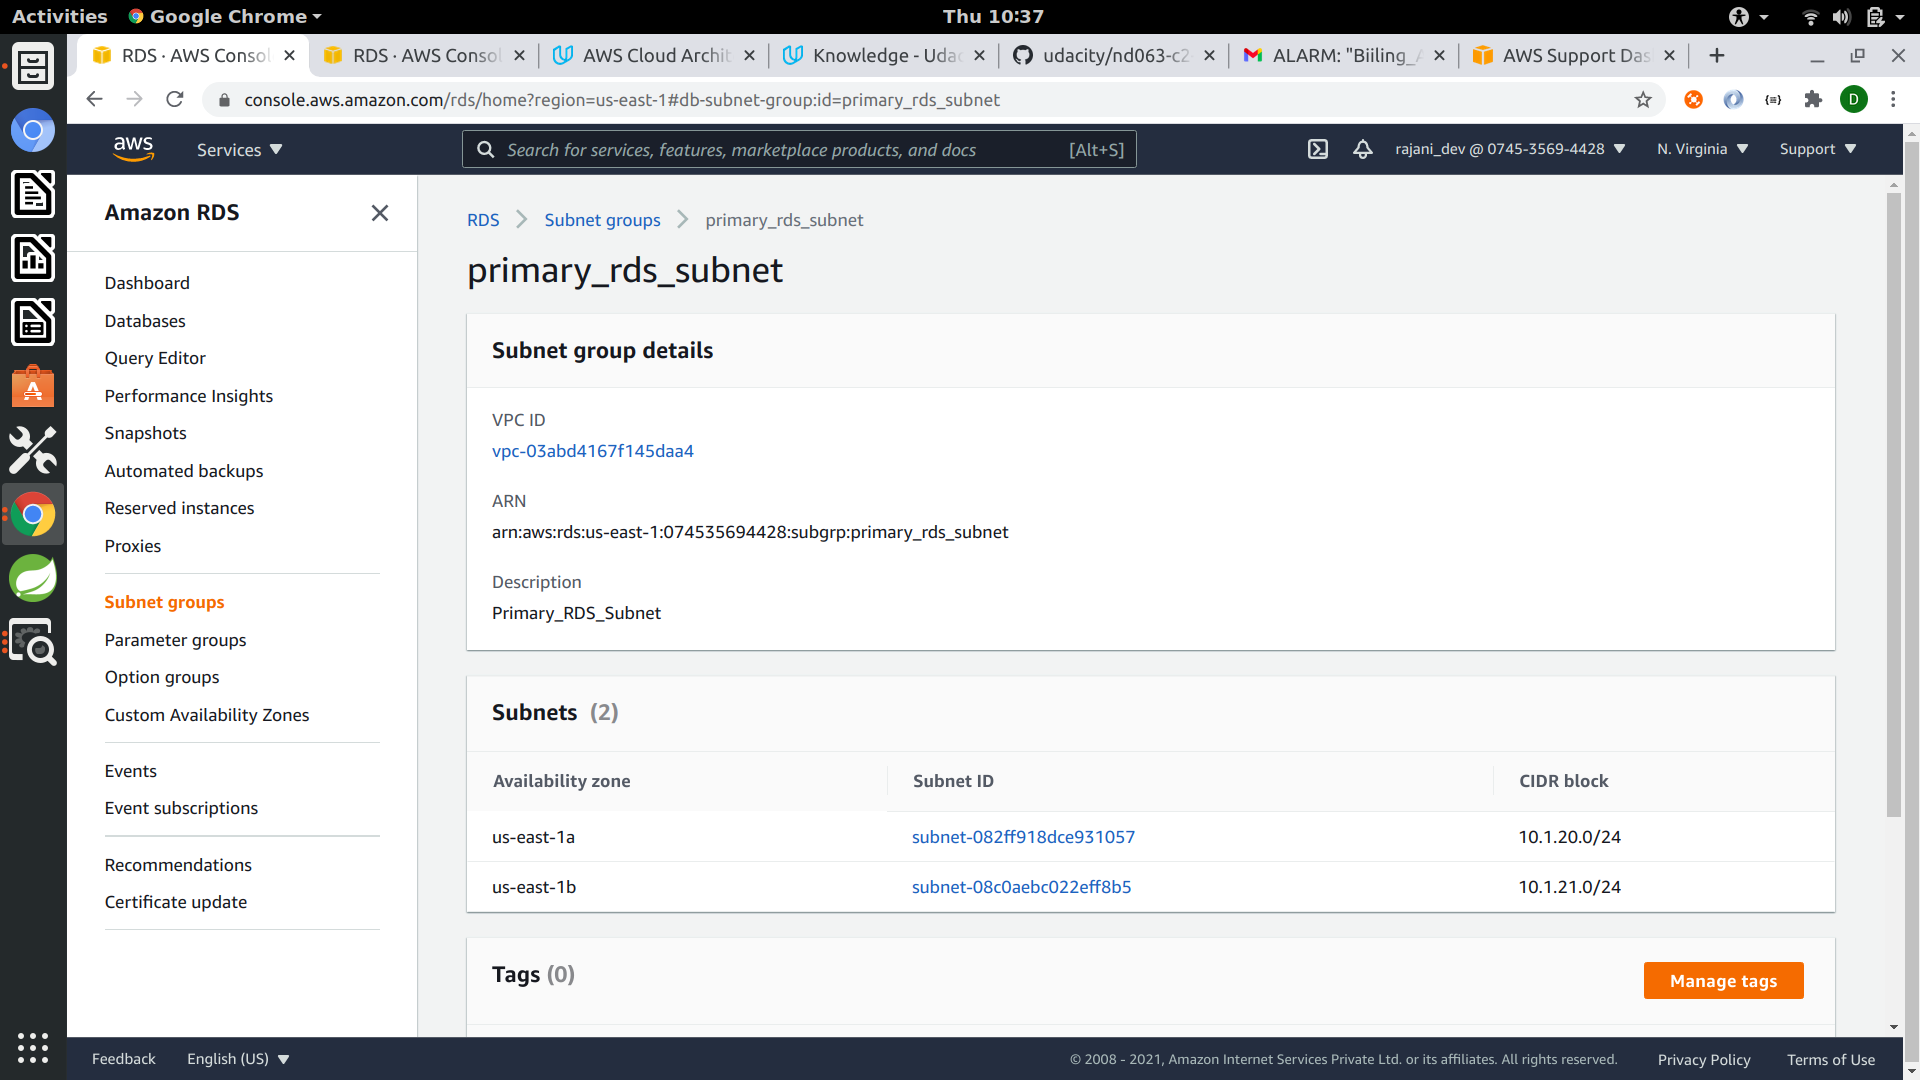 Activities Google Chrome Thu 10:37
RDS · AWS Consol RDS · AWS Consol AWS Cloud Archit Knowledge - Udac udacity/nd063-c2- ALARM: "Biiling_A AWS Support Das
console.aws.amazon.com/rds/home?region=us-east-1#db-subnet-group:id=primary_rds_subnet D
aws Services Search for services, features, marketplace products, and docs [Alt+S] rajani_dev @ 0745-3569-4428 N. Virginia Support
Amazon RDS
Dashboard
Databases
Query Editor
Performance Insights
Snapshots
Automated backups
Reserved instances
Proxies
Subnet groups
Parameter groups
Option groups
Custom Availability Zones
Events
Event subscriptions
Recommendations
Certificate update
RDS Subnet groups primary_rds_subnet
primary_rds_subnet
Subnet group details
VPC ID
vpc-03abd4167f145daa4
ARN
arn:aws:rds:us-east-1:074535694428:subgrp:primary_rds_subnet
Description
Primary_RDS_Subnet
Subnets (2)
Availability zone Subnet ID CIDR block
us-east-1a subnet-082ff918dce931057 10.1.20.0/24
us-east-1b subnet-08c0aebc022eff8b5 10.1.21.0/24
Tags (0) Manage tags
Feedback English (US) © 2008 - 2021, Amazon Internet Services Private Ltd. or its affiliates. All rights reserved. Privacy Policy Terms of Use